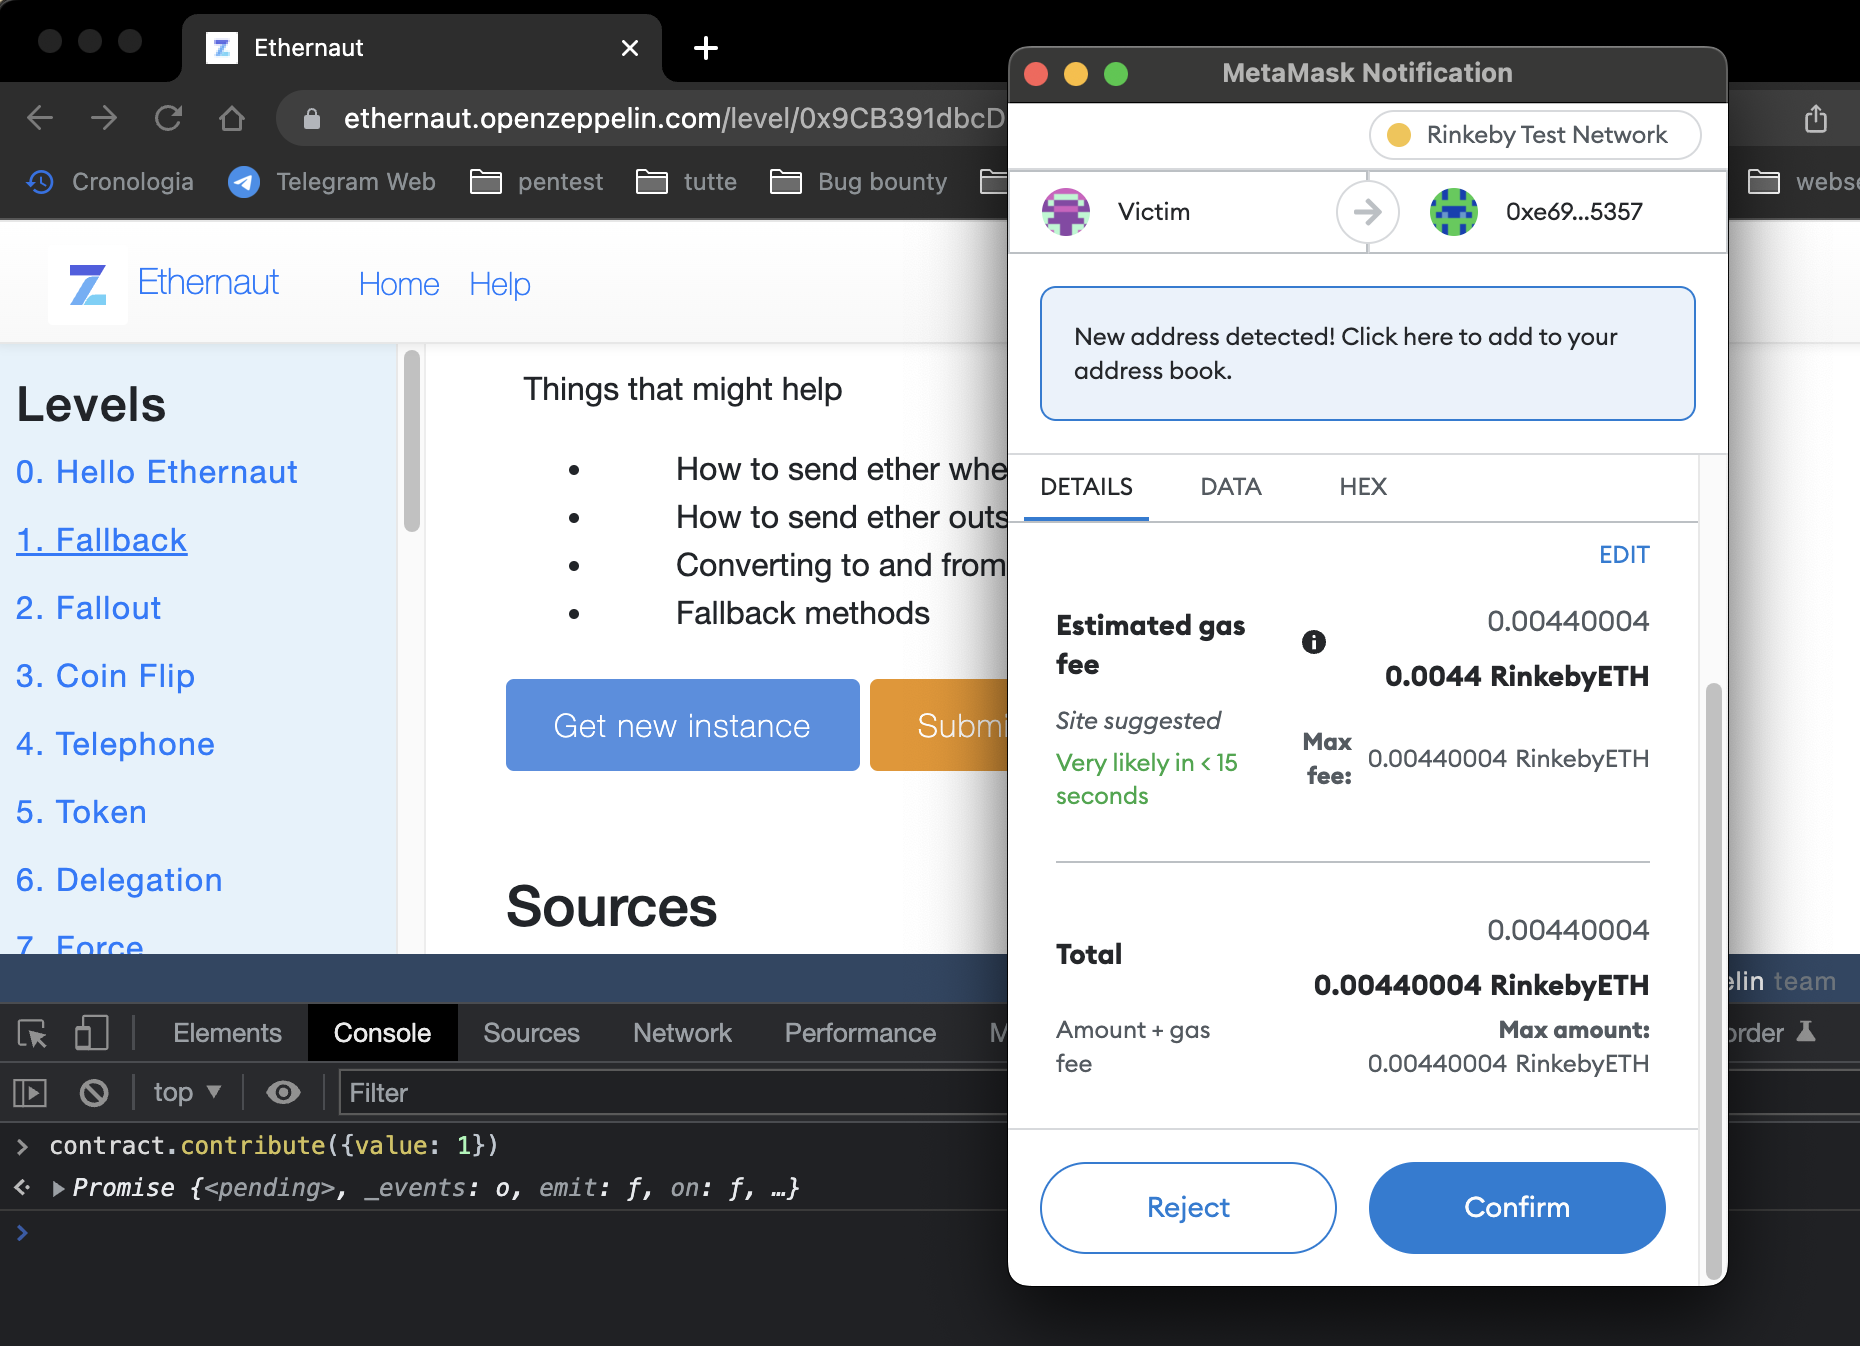 Ethernaut
ethernaut.openzeppelin.com/level/0x9CB391dbcD
Cronologia
Telegram Web
pentest
tutte
Bug bounty
Ethernaut
Home
Help
Levels
0. Hello Ethernaut
1. Fallback
2. Fallout
3. Coin Flip
4. Telephone
5. Token
6. Delegation
7. Force
Things that might help
• How to send ether whe
• How to send ether outs
• Converting to and from
• Fallback methods
Get new instance
Submi
Sources
elin team
Elements
Console
Sources
Network
Performance
M
order
top
Filter
contract.contribute({value: 1})
Promise {<pending>, _events: o, emit: ƒ, on: ƒ, …}
MetaMask Notification
Rinkeby Test Network
Victim
0xe69...5357
New address detected! Click here to add to your
address book.
DETAILS
DATA
HEX
EDIT
Estimated gas
fee
0.00440004
0.0044 RinkebyETH
Site suggested
Very likely in < 15
seconds
Max
fee:
0.00440004 RinkebyETH
Total
0.00440004
0.00440004 RinkebyETH
Amount + gas
fee
Max amount:
0.00440004 RinkebyETH
Reject
Confirm